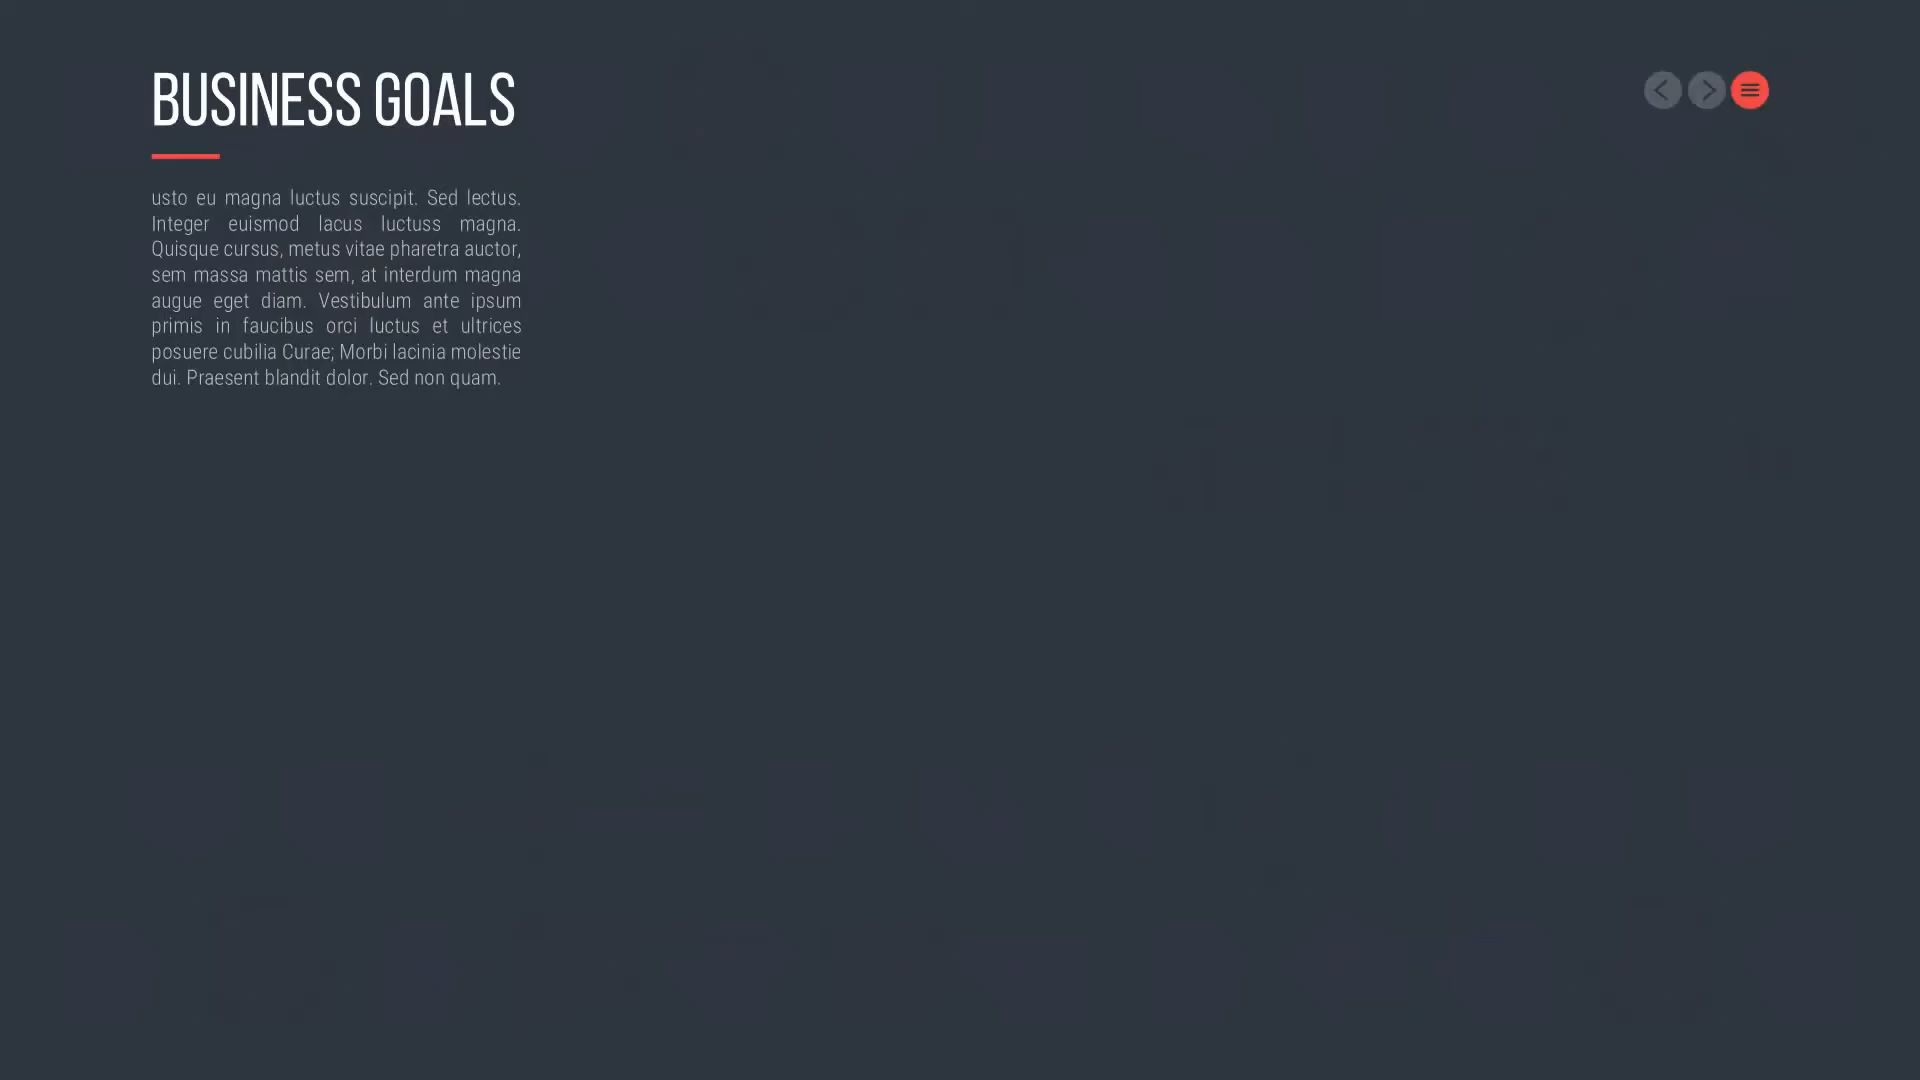 BUSINESS GOALS
usto eu magna luctus suscipit. Sed lectus.
Integer euismod lacus luctuss magna.
Quisque cursus, metus vitae pharetra auctor,
sem massa mattis sem, at interdum magna
augue eget diam. Vestibulum ante ipsum
primis in faucibus orci luctus et ultrices
posuere cubilia Curae; Morbi lacinia molestie
dui. Praesent blandit dolor. Sed non quam.